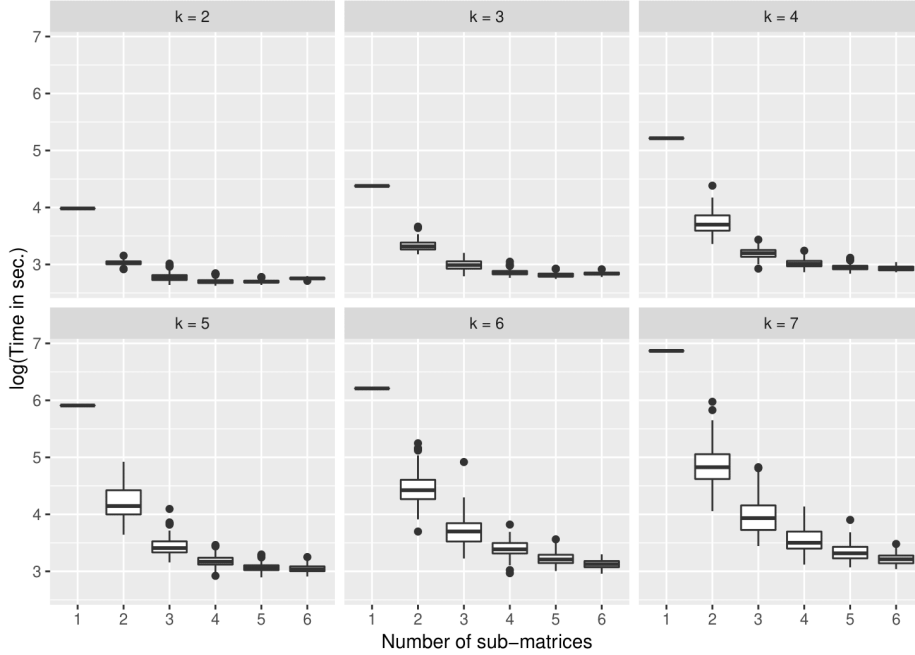 k = 2 k = 3 k = 4
7
6
5
4
3
k = 5 k = 6 k = 7
7
6
5
4
3
log(Time in sec.)
1 2 3 4 5 6 1 2 3 4 5 6 1 2 3 4 5 6
Number of sub−matrices